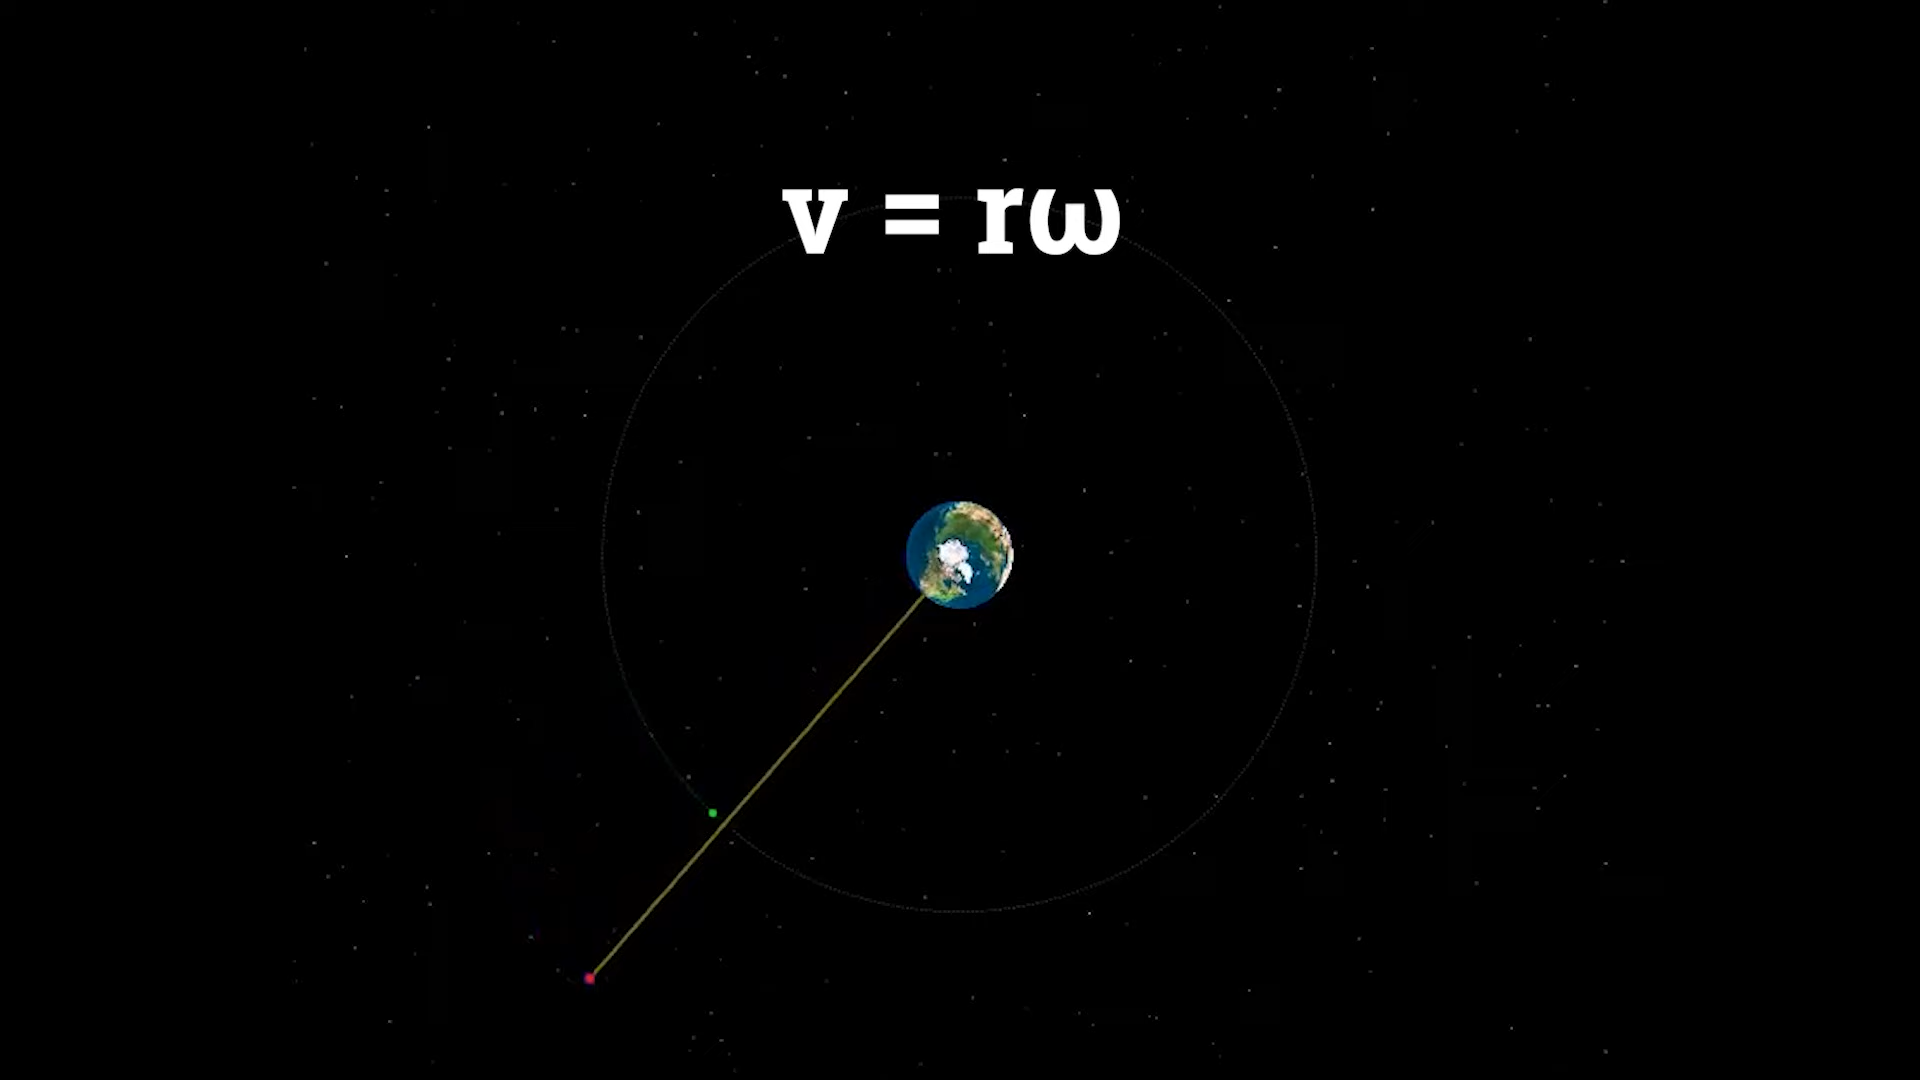 v = rω